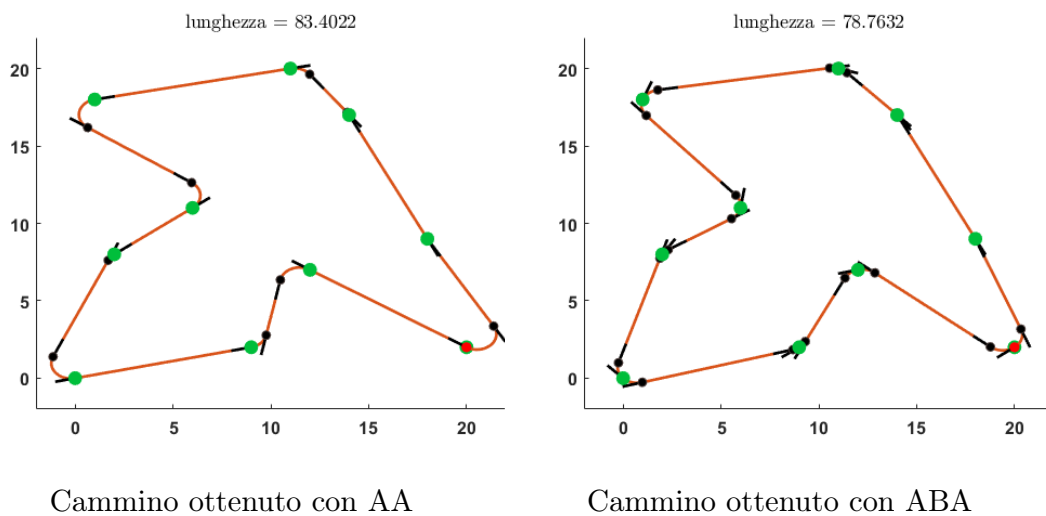 lunghezza = 83.4022
20
15
10
5
0
0 5 10 15 20
Cammino ottenuto con AA
lunghezza = 78.7632
20
15
10
5
0
0 5 10 15 20
Cammino ottenuto con ABA